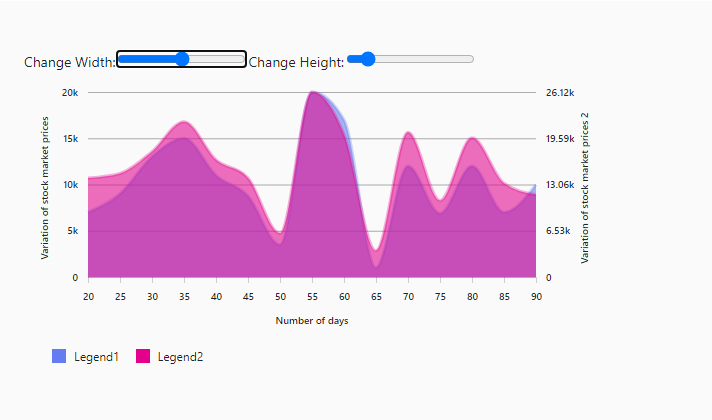 Change Width: Change Height:
20k 26.12k
Variation of stock market prices
Variation of stock market prices 2
15k 19.59k
10k 13.06k
5k 6.53k
0 0
20 25 30 35 40 45 50 55 60 65 70 75 80 85 90
Number of days
Legend1 Legend2